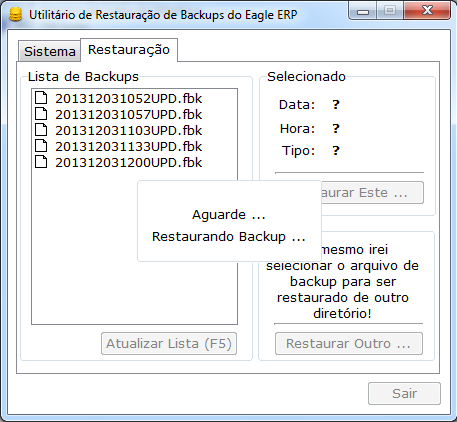 Utilitário de Restauração de Backups do Eagle ERP
Sistema
Restauração
Lista de Backups
201312031052UPD.fbk
201312031057UPD.fbk
201312031103UPD.fbk
201312031133UPD.fbk
201312031200UPD.fbk
Atualizar Lista (F5)
Selecionado
Data: ?
Hora: ?
Tipo: ?
aurar Este ...
Aguarde ...
Restaurando Backup ...
mesmo irei
selecionar o arquivo de
backup para ser
restaurado de outro
diretório!
Restaurar Outro ...
Sair